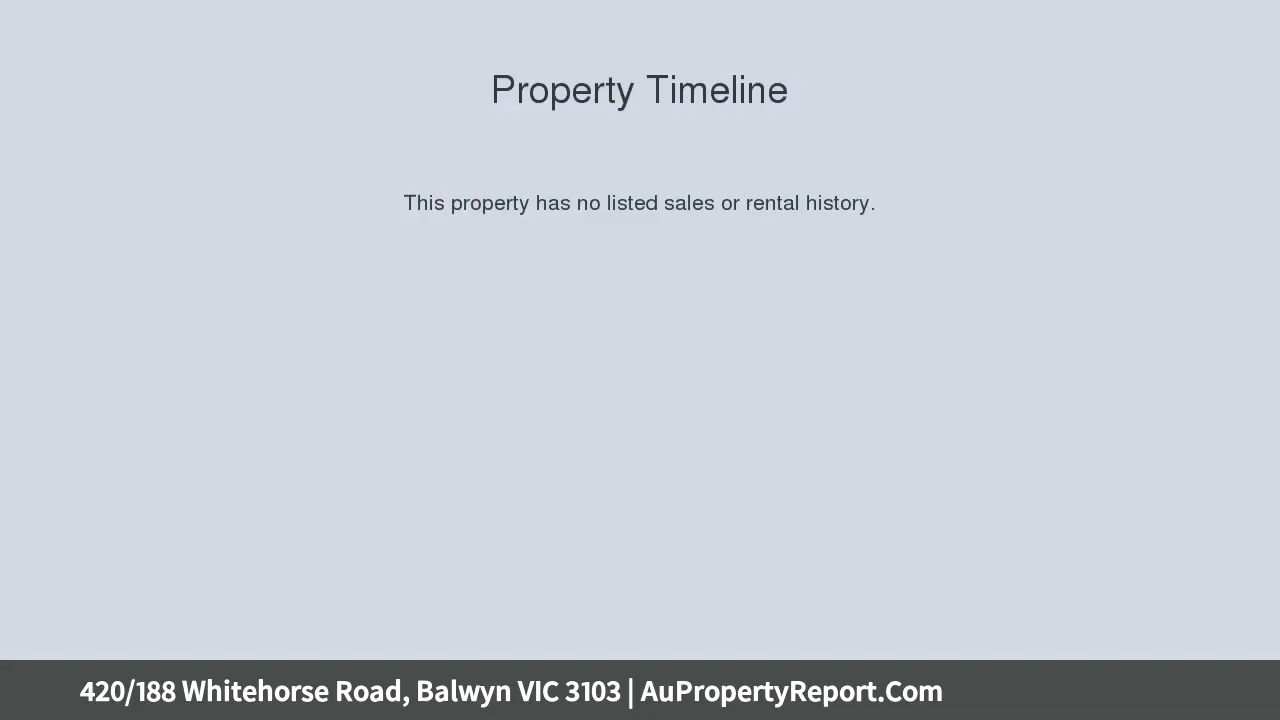 Property Timeline
This property has no listed sales or rental history.
420/188 Whitehorse Road, Balwyn VIC 3103 | AuPropertyReport.Com